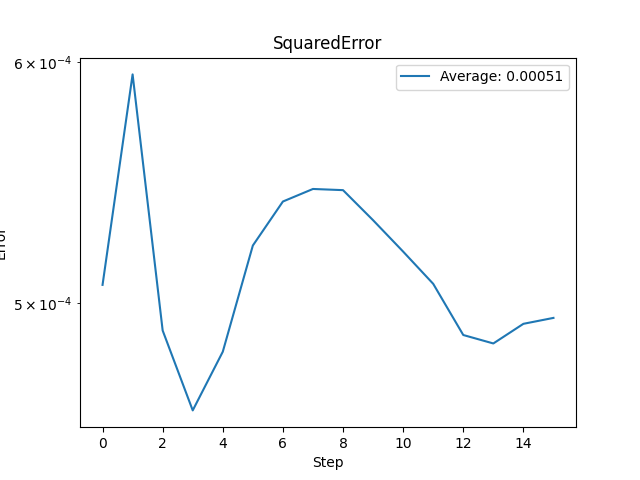 SquaredError
6 × 10⁻⁴
5 × 10⁻⁴
Error
Average: 0.00051
0 2 4 6 8 10 12 14
Step